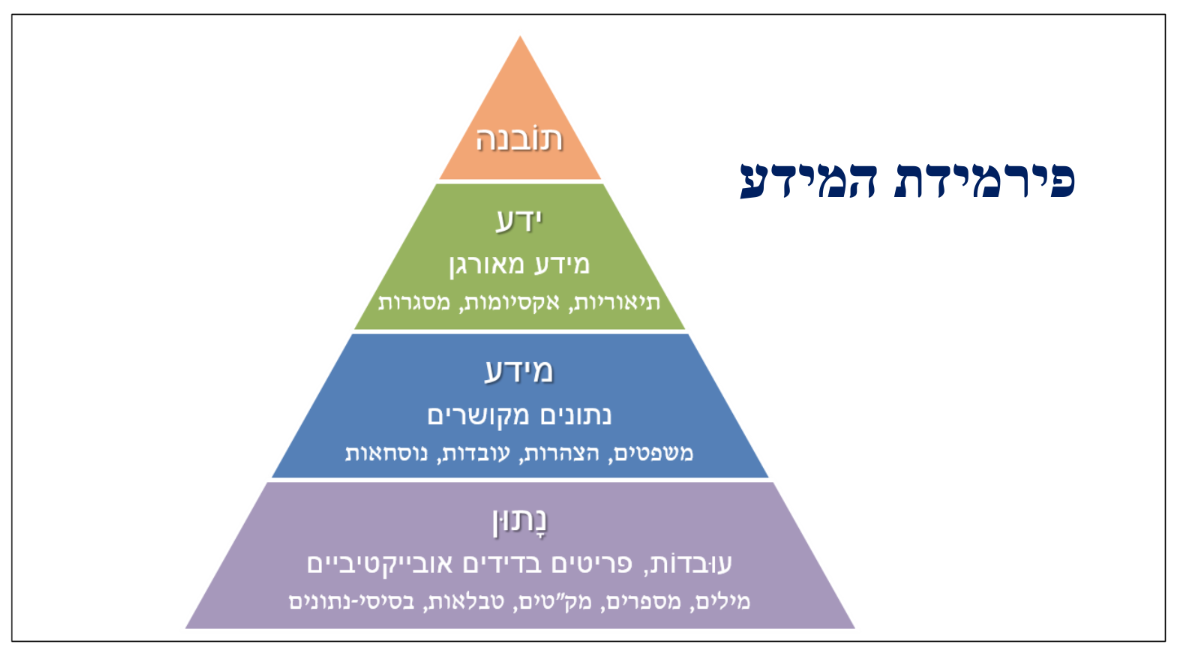 פירמידת המידע
תוֹבנה
ידע
מידע מאורגן
תיאוריות, אקסיומות, מסגרות
מידע
נתונים מקושרים
משפטים, הצהרות, עובדות, נוסחאות
נָתוּן
עוּבדוֹת, פריטים בדידים אובייקטיביים
מילים, מספרים, מק"טים, טבלאות, בסיסי-נתונים